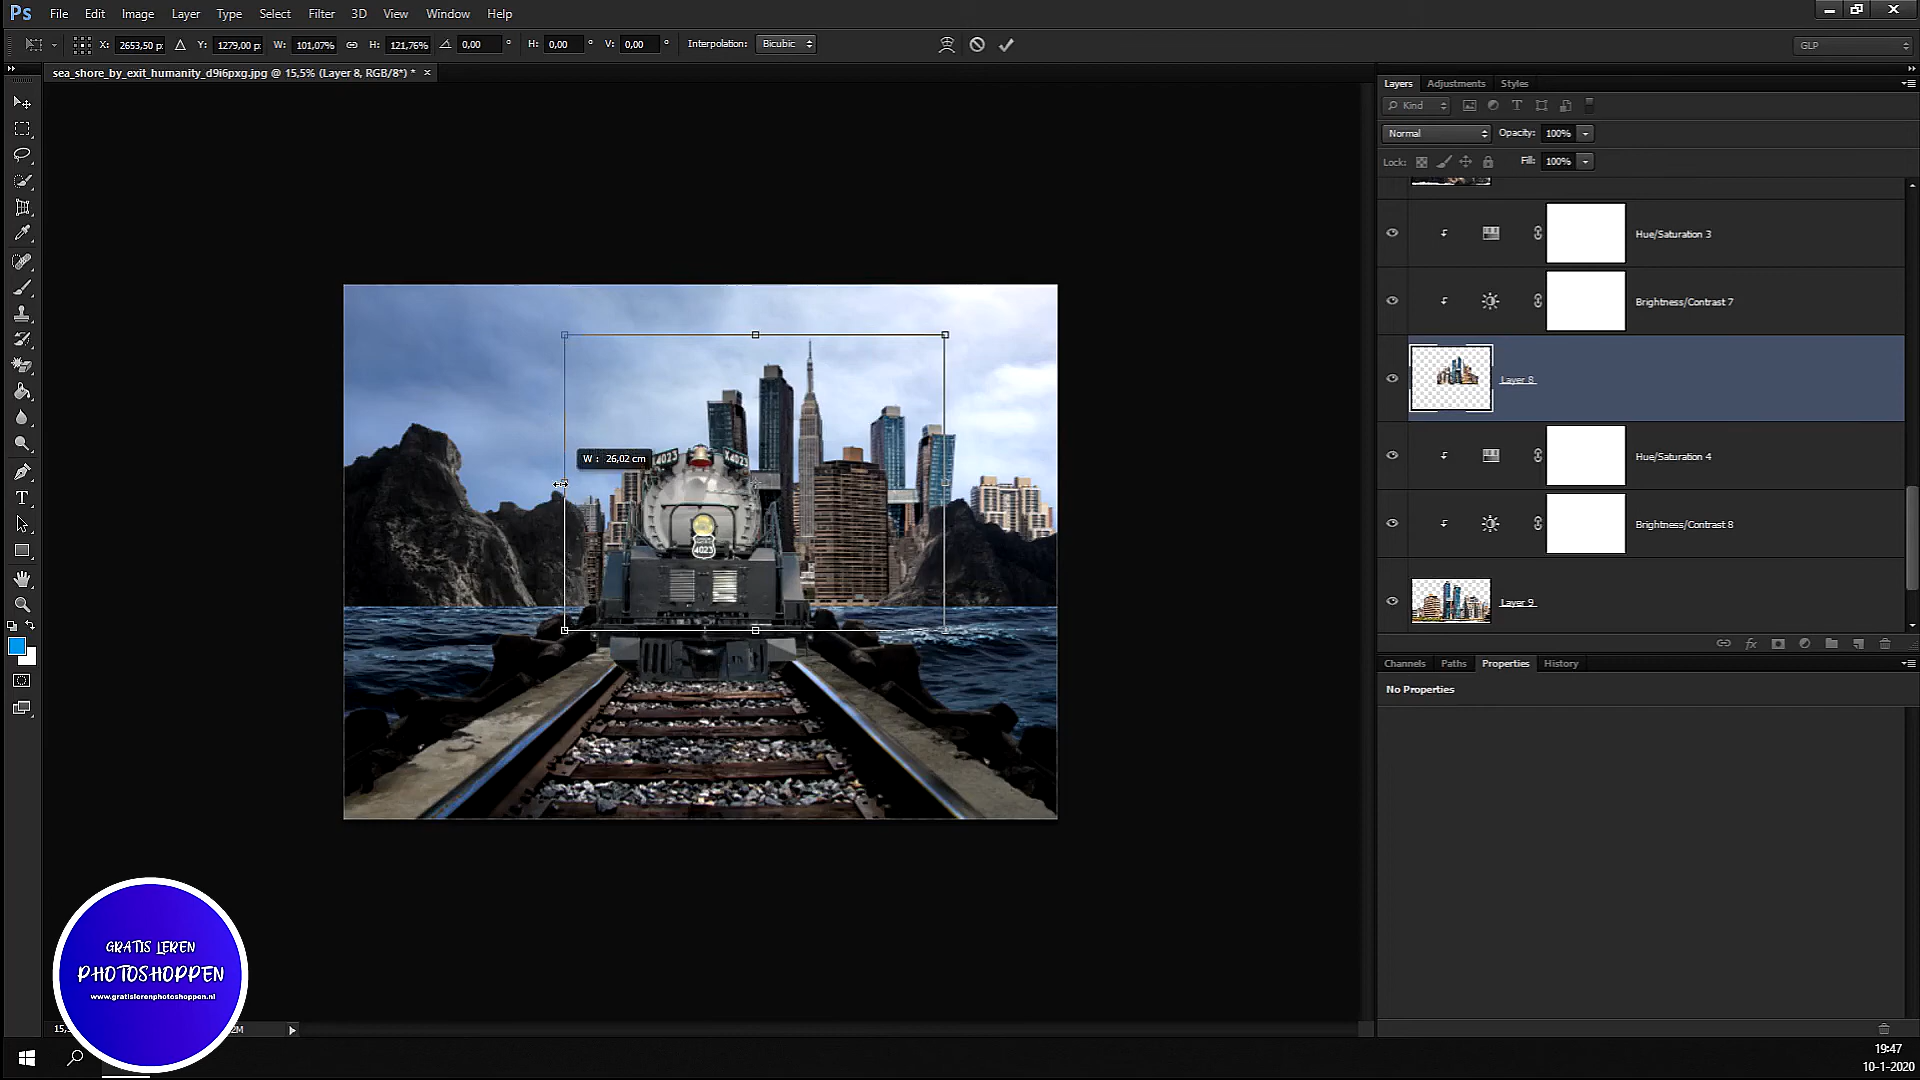 Ps File Edit Image Layer Type Select Filter 3D View Window Help
X: 2653,50 p Y: 1279,00 p W: 101,07% H: 121,76% 0,00 ° H: 0,00 ° V: 0,00 ° Interpolation: Bicubic GLP
sea_shore_by_exit_humanity_d9i6pxg.jpg @ 15,5% (Layer 8, RGB/8*) * ×
Layers Adjustments Styles
Kind
Normal Opacity: 100%
Lock: Fill: 100%
Hue/Saturation 3
Brightness/Contrast 7
Layer 8
Hue/Saturation 4
Brightness/Contrast 8
Layer 9
W : 26,02 cm
4023 X4023
4023
Channels Paths Properties History
No Properties
GRATIS LEREN
PHOTOSHOPPEN
www.gratislerenphotoshoppen.nl
15, 2M
19:47
10-1-2020